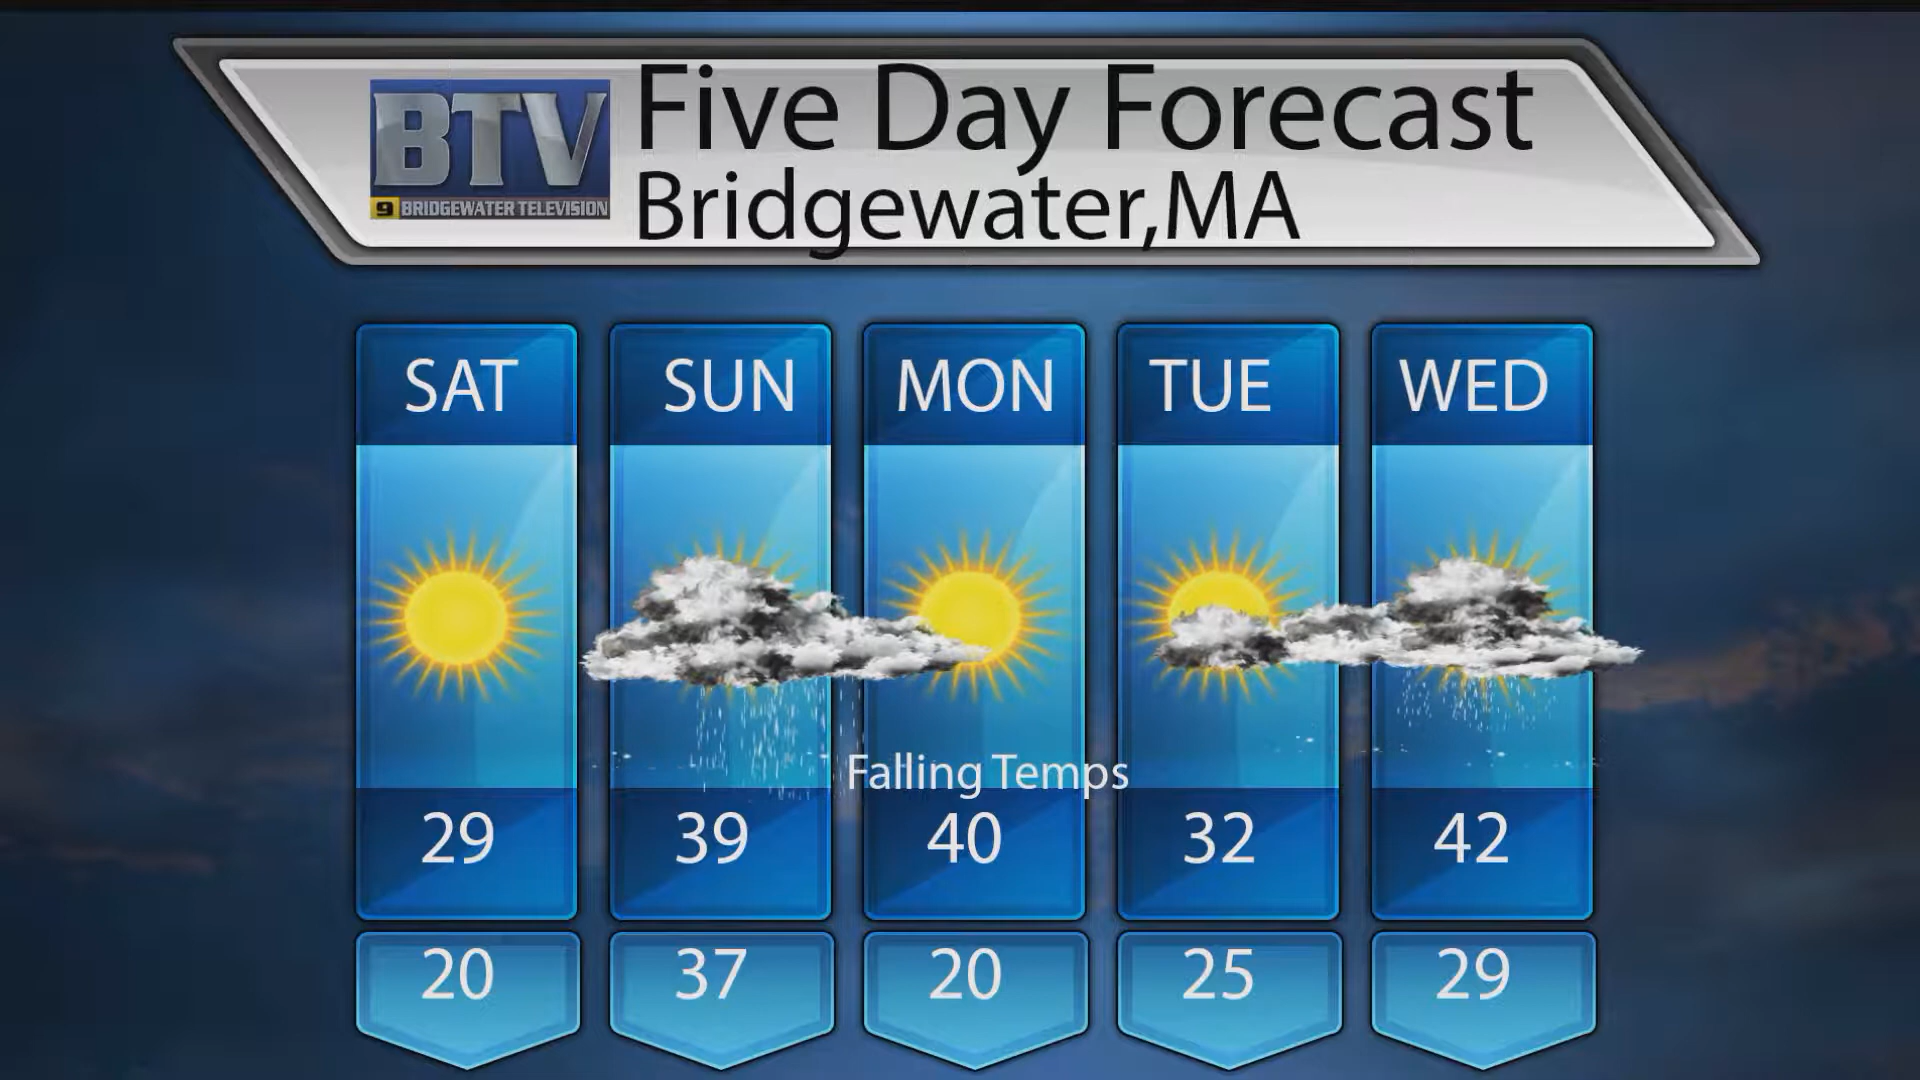 BTV
9 BRIDGEWATER TELEVISION
Five Day Forecast
Bridgewater,MA
SAT SUN MON TUE WED
Falling Temps
29 39 40 32 42
20 37 20 25 29